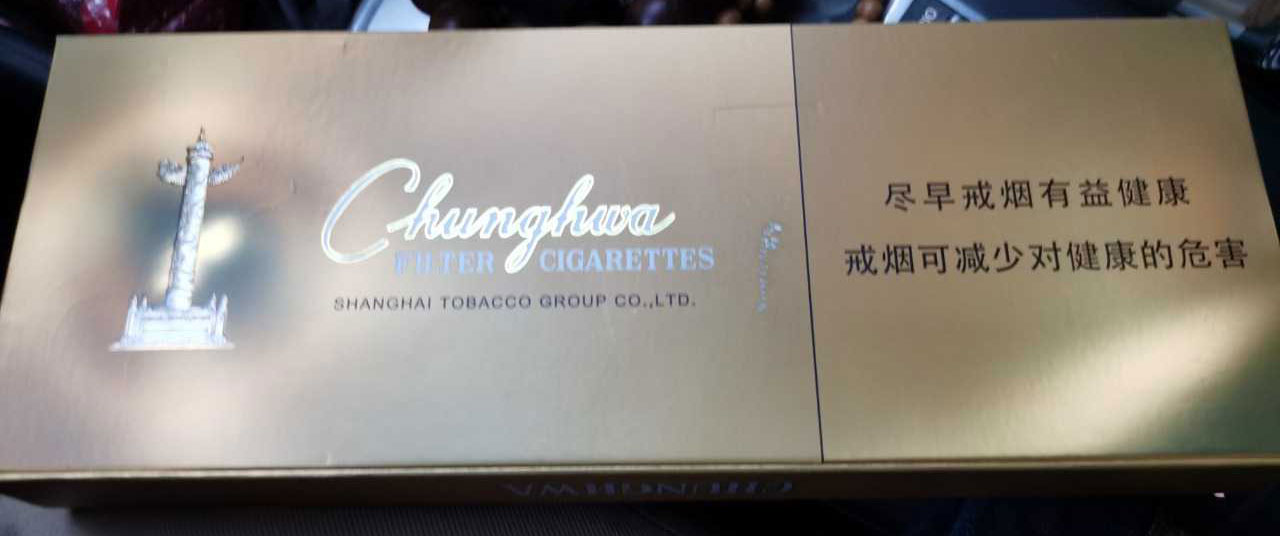 Chunghwa
FILTER CIGARETTES
SHANGHAI TOBACCO GROUP CO.,LTD.
尽早戒烟有益健康
戒烟可减少对健康的危害
CHUNGHWA